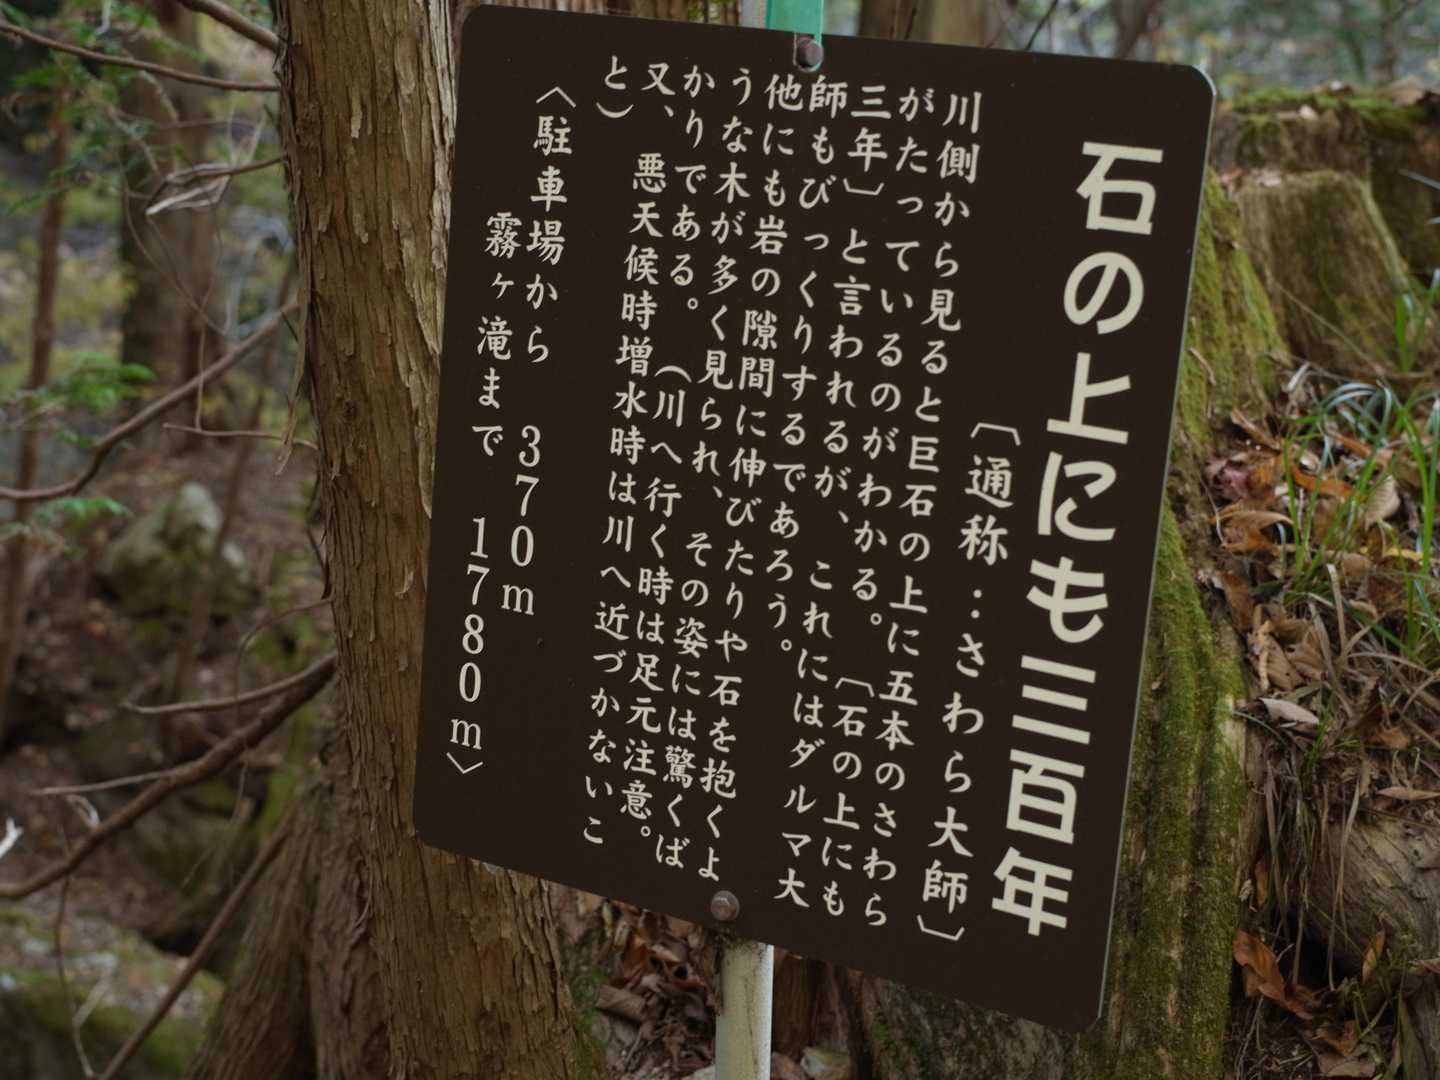 石の上にも三百年
〔通称：さわら大師〕
川側から見ると巨石の上に五本のさわら
がたっているのがわかる。〔石の上にも
三年〕と言われるが、これにはダルマ大
師もびっくりするであろう。
他にも岩の隙間に伸びたりや石を抱くよ
うな木が多く見られ、その姿には驚くば
かりである。（川へ行く時は足元注意。
又、悪天候時増水時は川へ近づかないこ
と）
〈駐車場から　370m
霧ヶ滝まで　1780m〉